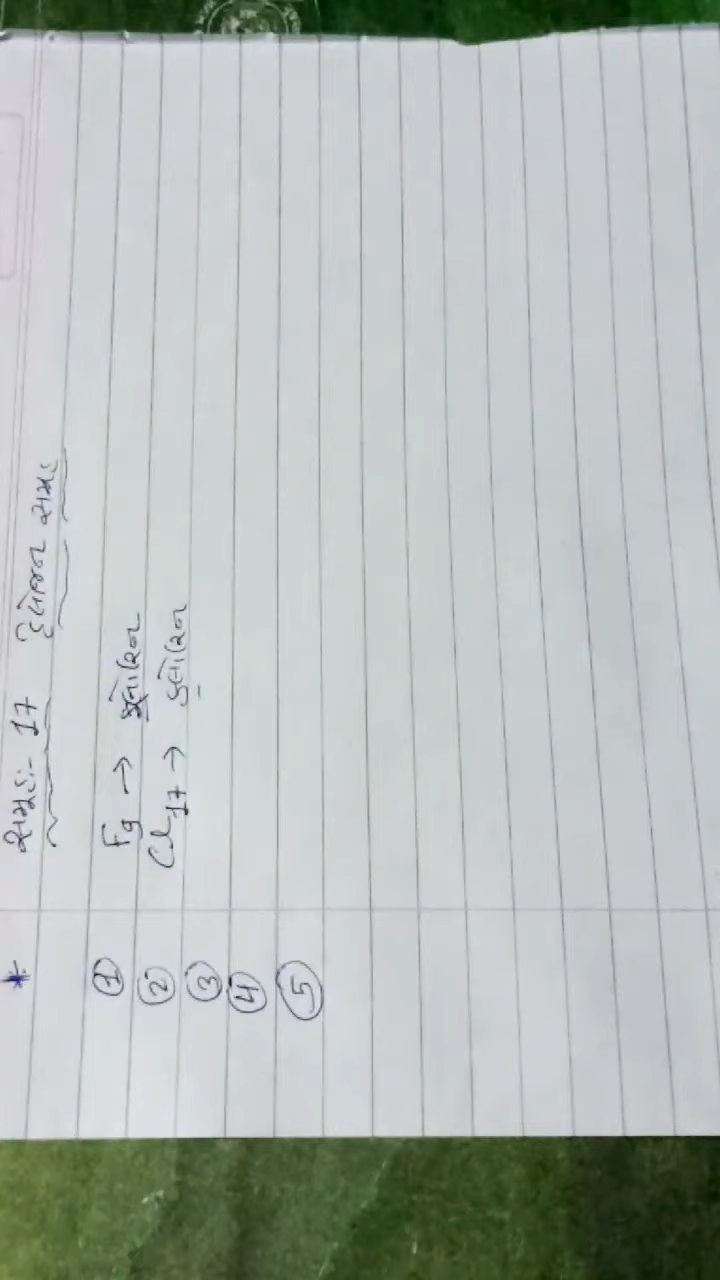 * સમૂહ:- 17 હેલોજન સમૂહ
① F9 → ફ્લોરિન
② Cl17 → ક્લોરિન
③
④
⑤